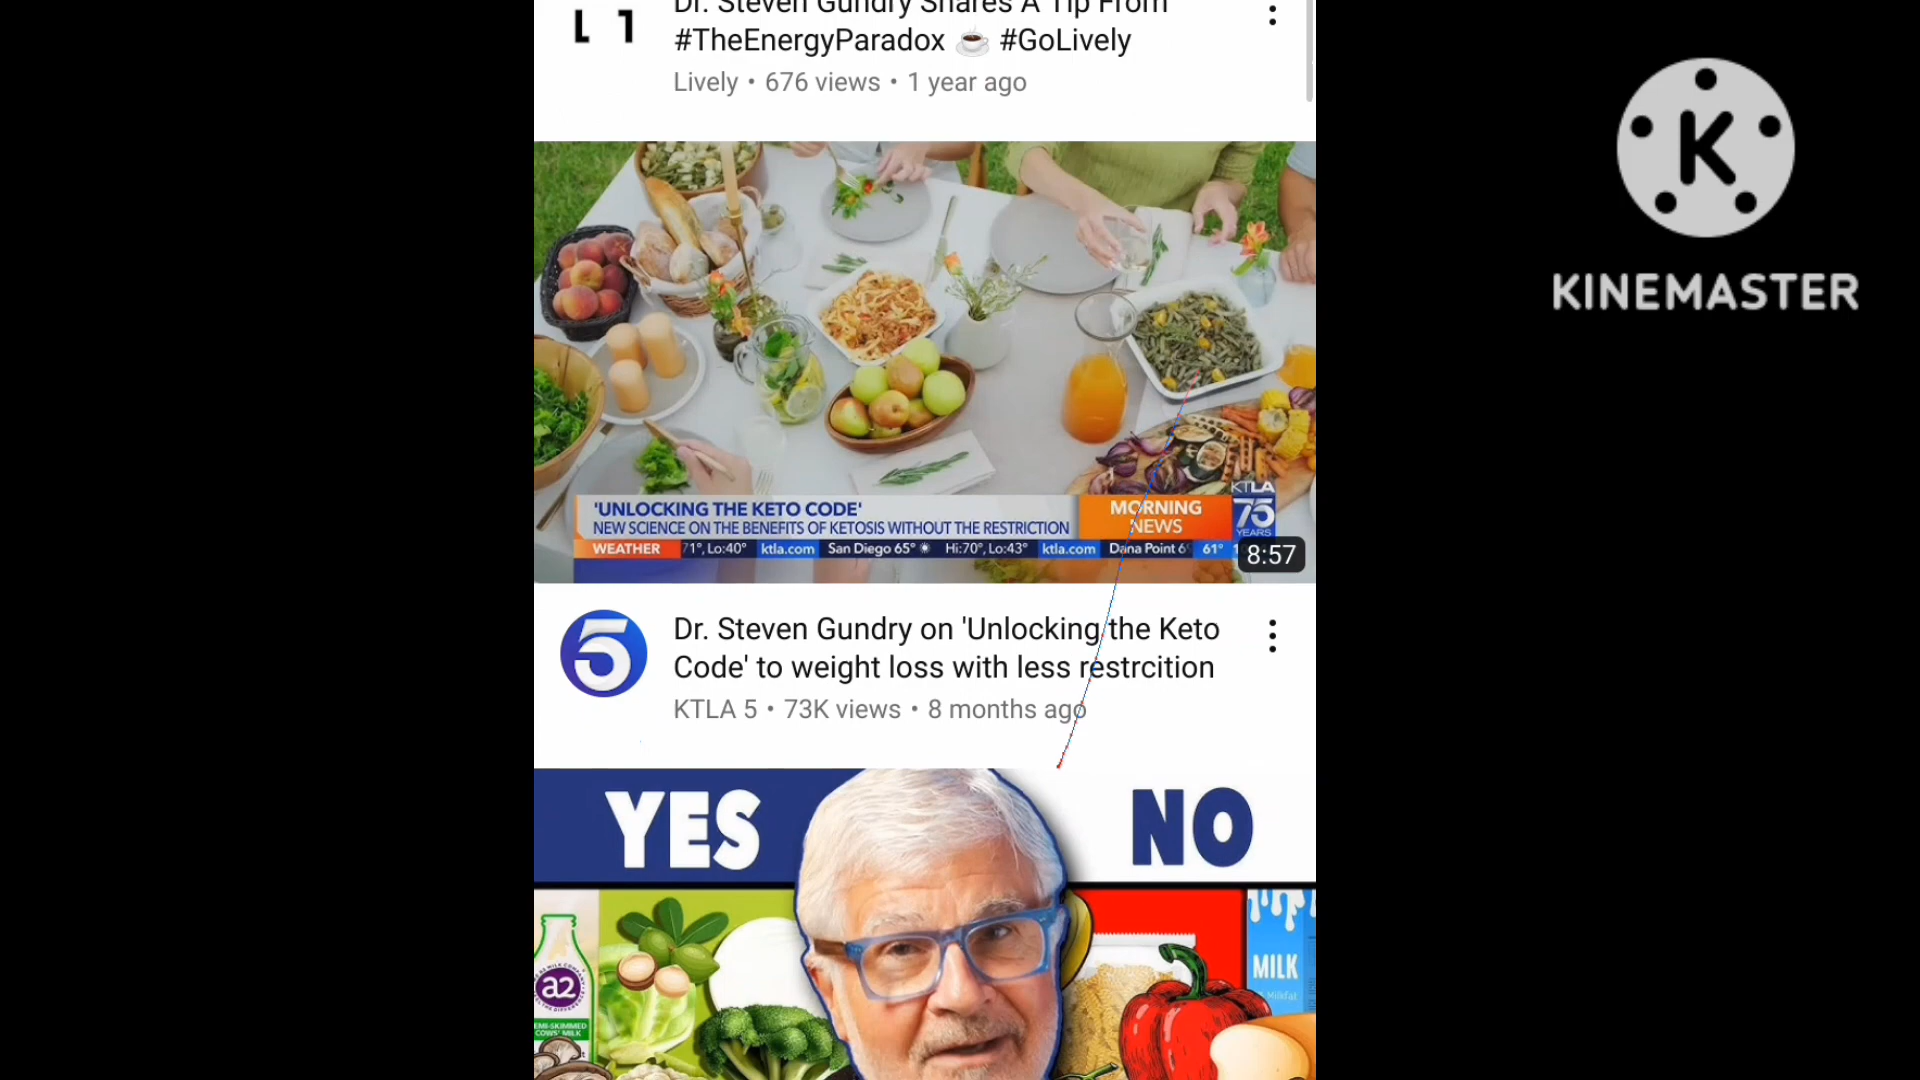 Dr. Steven Gundry Shares A Tip From
#TheEnergyParadox ☕ #GoLively
Lively • 676 views • 1 year ago
K
KINEMASTER
'UNLOCKING THE KETO CODE'
NEW SCIENCE ON THE BENEFITS OF KETOSIS WITHOUT THE RESTRICTION
MORNING
NEWS
KTLA
75
YEARS
WEATHER 71°, Lo:40° ktla.com San Diego 65° Hi:70°, Lo:43° ktla.com Dana Point 61°
8:57
5
Dr. Steven Gundry on 'Unlocking the Keto
Code' to weight loss with less restrcition
KTLA 5 • 73K views • 8 months ago
YES
NO
a2
MILK
COWS' MILK
MILK